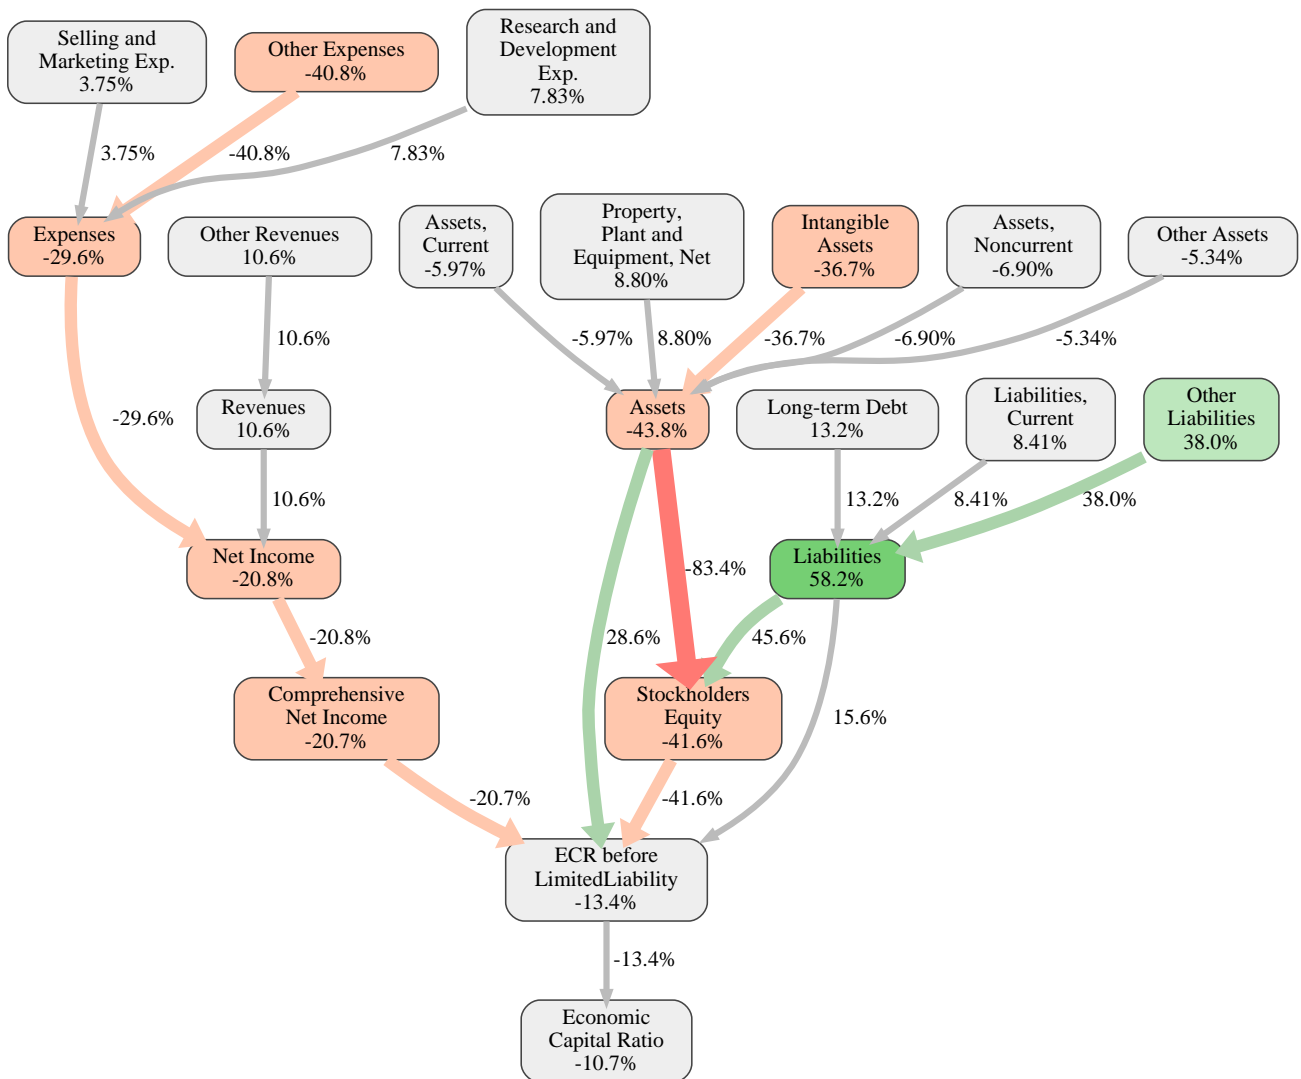 Selling and
Marketing Exp.
3.75%
Other Expenses
-40.8%
Research and
Development
Exp.
7.83%
3.75%
-40.8%
7.83%
Expenses
-29.6%
Other Revenues
10.6%
Assets,
Current
-5.97%
Property,
Plant and
Equipment, Net
8.80%
Intangible
Assets
-36.7%
Assets,
Noncurrent
-6.90%
Other Assets
-5.34%
10.6%
-5.97%
8.80%
-36.7%
-6.90%
-5.34%
-29.6%
Revenues
10.6%
Assets
-43.8%
Long-term Debt
13.2%
Liabilities,
Current
8.41%
Other
Liabilities
38.0%
10.6%
13.2%
8.41%
38.0%
Net Income
-20.8%
-83.4%
Liabilities
58.2%
-20.8%
28.6%
45.6%
Comprehensive
Net Income
-20.7%
Stockholders
Equity
-41.6%
15.6%
-20.7%
-41.6%
ECR before
LimitedLiability
-13.4%
-13.4%
Economic
Capital Ratio
-10.7%